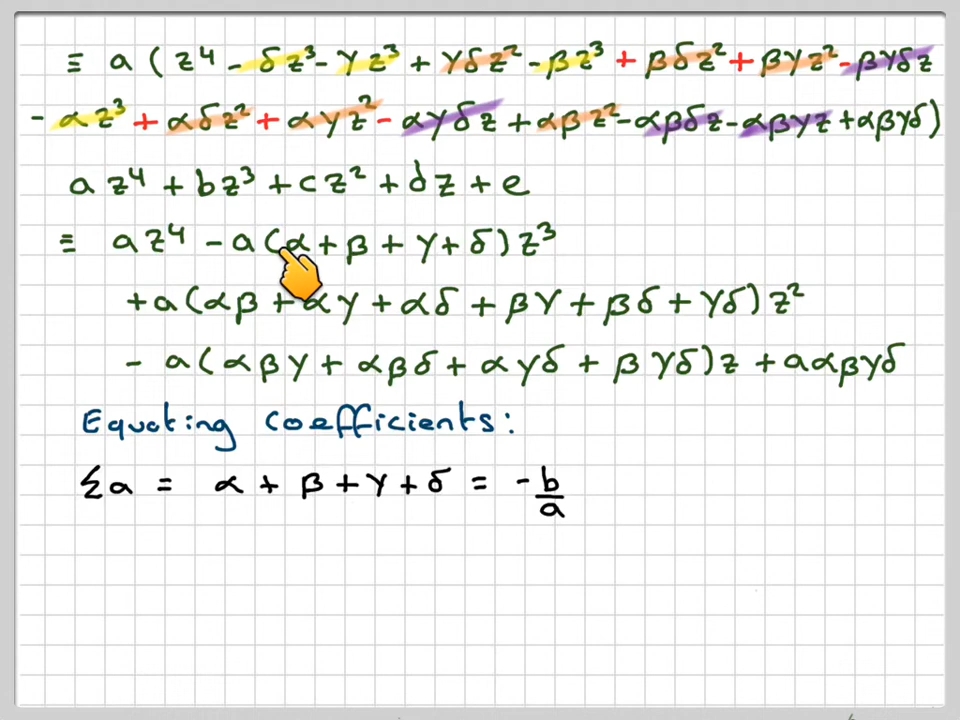 ≡ a (z⁴ - δz³ - γz³ + γδz² - βz³ + βδz² + βγz² - βγδz
- αz³ + αδz² + αγz² - αγδz + αβz² - αβδz - αβγz + αβγδ)
az⁴ + bz³ + cz² + dz + e
≡ az⁴ - a(α + β + γ + δ)z³
+ a(αβ + αγ + αδ + βγ + βδ + γδ)z²
- a(αβγ + αβδ + αγδ + βγδ)z + aαβγδ
Equating coefficients:
Σa = α + β + γ + δ = -b/a